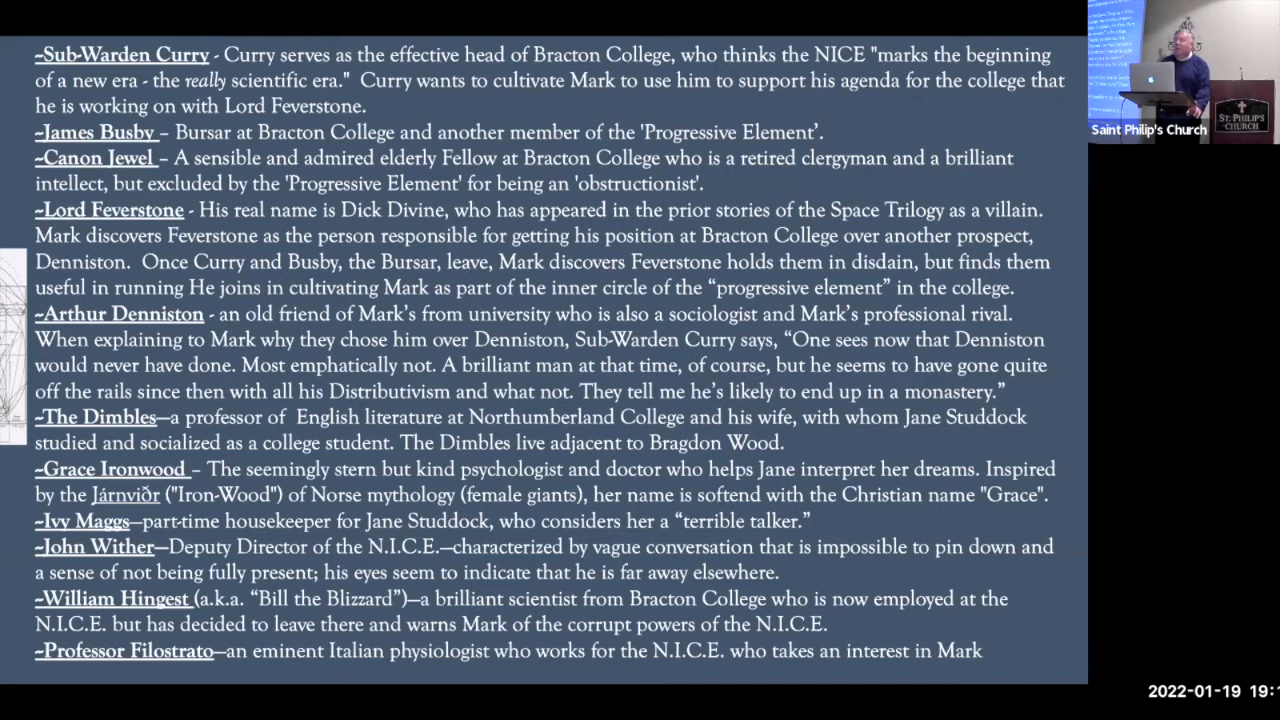 ~Sub-Warden Curry - Curry serves as the effective head of Bracton College, who thinks the NICE "marks the beginning
of a new era - the really scientific era." Curry wants to cultivate Mark to use him to support his agenda for the college that
he is working on with Lord Feverstone.
~James Busby – Bursar at Bracton College and another member of the 'Progressive Element'.
~Canon Jewel – A sensible and admired elderly Fellow at Bracton College who is a retired clergyman and a brilliant
intellect, but excluded by the 'Progressive Element' for being an 'obstructionist'.
~Lord Feverstone - His real name is Dick Divine, who has appeared in the prior stories of the Space Trilogy as a villain.
Mark discovers Feverstone as the person responsible for getting his position at Bracton College over another prospect,
Denniston. Once Curry and Busby, the Bursar, leave, Mark discovers Feverstone holds them in disdain, but finds them
useful in running He joins in cultivating Mark as part of the inner circle of the “progressive element” in the college.
~Arthur Denniston - an old friend of Mark’s from university who is also a sociologist and Mark’s professional rival.
When explaining to Mark why they chose him over Denniston, Sub-Warden Curry says, “One sees now that Denniston
would never have done. Most emphatically not. A brilliant man at that time, of course, but he seems to have gone quite
off the rails since then with all his Distributivism and what not. They tell me he’s likely to end up in a monastery.”
~The Dimbles—a professor of English literature at Northumberland College and his wife, with whom Jane Studdock
studied and socialized as a college student. The Dimbles live adjacent to Bragdon Wood.
~Grace Ironwood – The seemingly stern but kind psychologist and doctor who helps Jane interpret her dreams. Inspired
by the Járnviðr ("Iron-Wood") of Norse mythology (female giants), her name is softend with the Christian name "Grace".
~Ivy Maggs—part-time housekeeper for Jane Studdock, who considers her a “terrible talker.”
~John Wither—Deputy Director of the N.I.C.E.—characterized by vague conversation that is impossible to pin down and
a sense of not being fully present; his eyes seem to indicate that he is far away elsewhere.
~William Hingest (a.k.a. “Bill the Blizzard”)—a brilliant scientist from Bracton College who is now employed at the
N.I.C.E. but has decided to leave there and warns Mark of the corrupt powers of the N.I.C.E.
~Professor Filostrato—an eminent Italian physiologist who works for the N.I.C.E. who takes an interest in Mark
ST. PHILIP'S
CHURCH
Saint Philip's Church
2022-01-19 19: